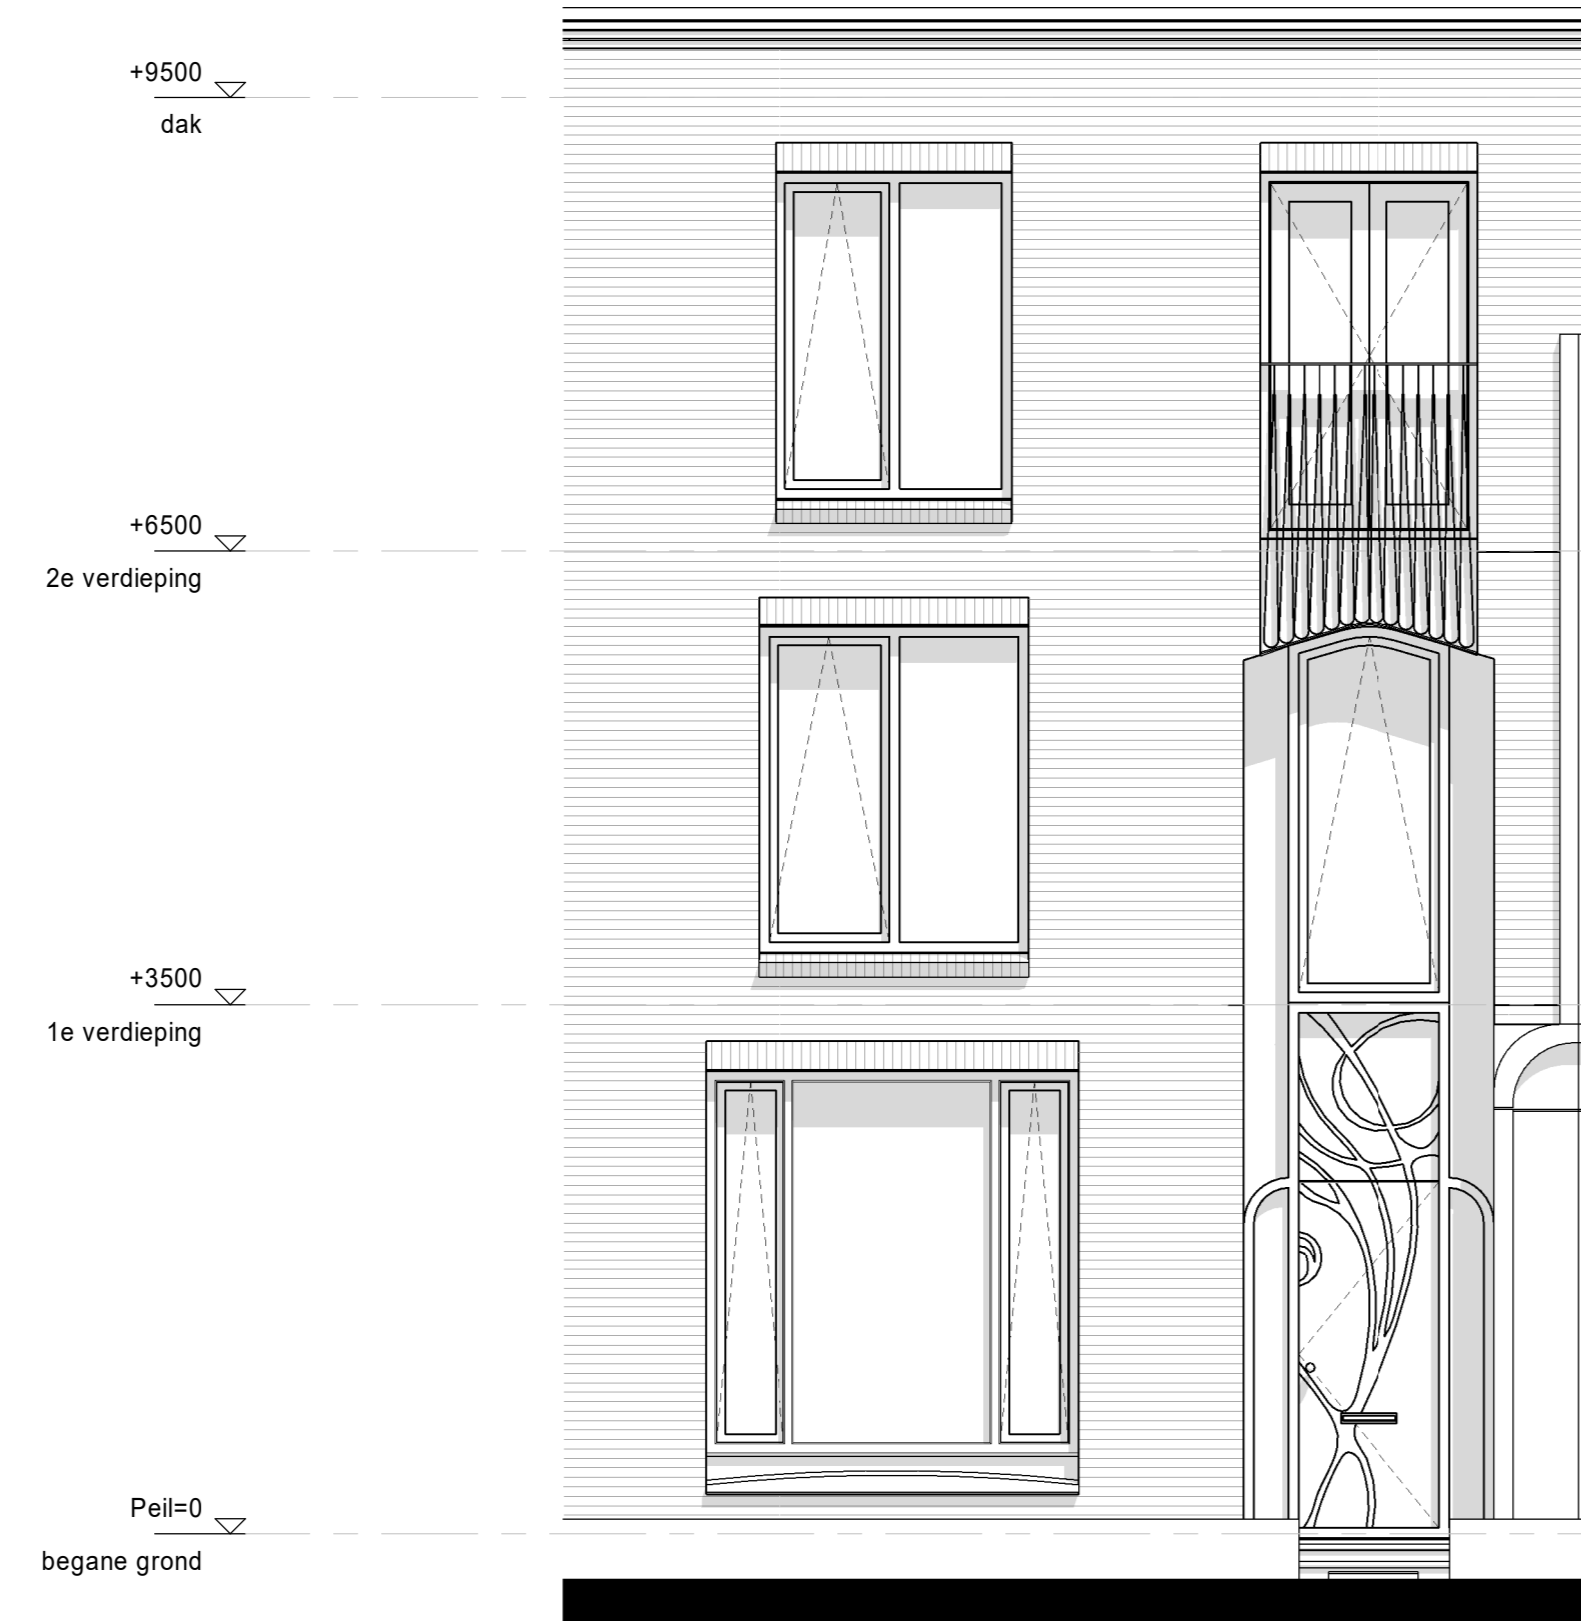 +9500
dak
+6500
2e verdieping
+3500
1e verdieping
Peil=0
begane grond